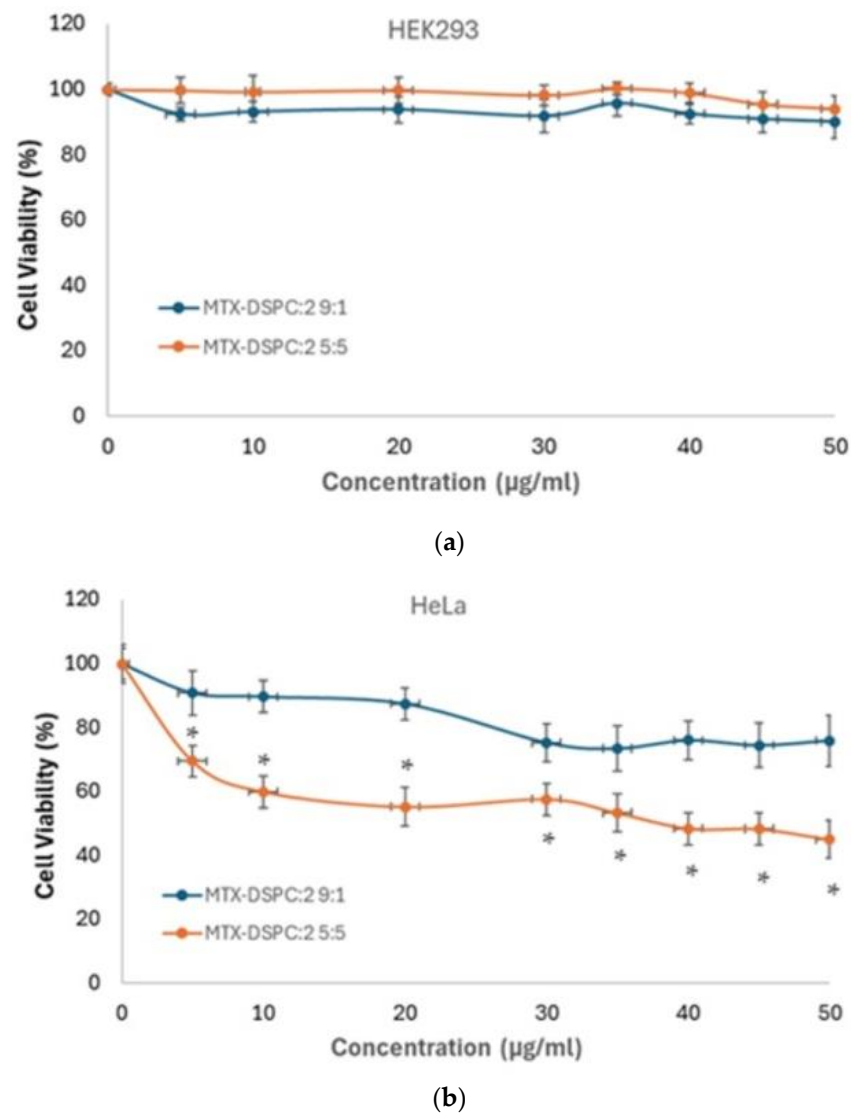 HEK293
120
100
80
60
40
20
0
Cell Viability (%)
MTX-DSPC:2 9:1
MTX-DSPC:2 5:5
0 10 20 30 40 50
Concentration (µg/ml)
(a)
HeLa
120
100
80
60
40
20
0
Cell Viability (%)
* * * * * * * *
MTX-DSPC:2 9:1
MTX-DSPC:2 5:5
0 10 20 30 40 50
Concentration (µg/ml)
(b)